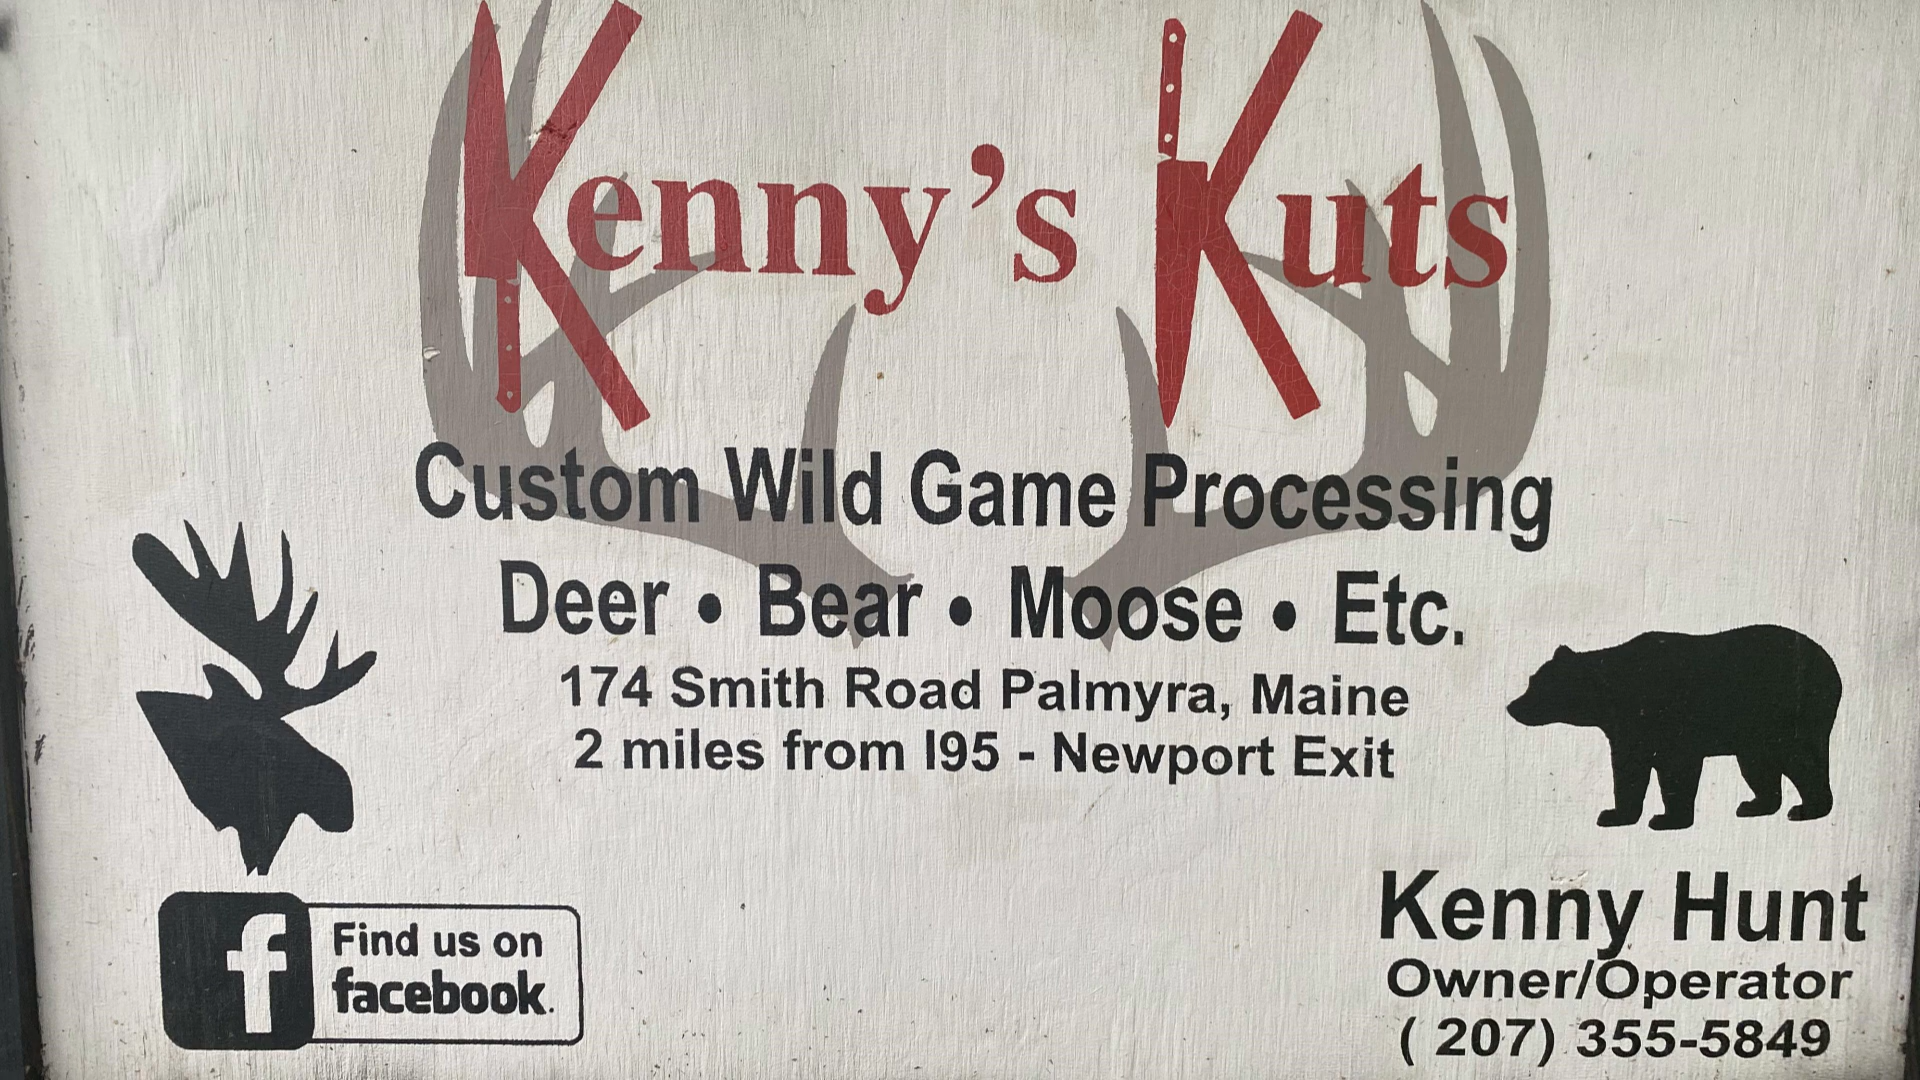 Kenny's Kuts
Custom Wild Game Processing
Deer • Bear • Moose • Etc.
174 Smith Road Palmyra, Maine
2 miles from I95 - Newport Exit
f
Find us on
facebook.
Kenny Hunt
Owner/Operator
( 207) 355-5849